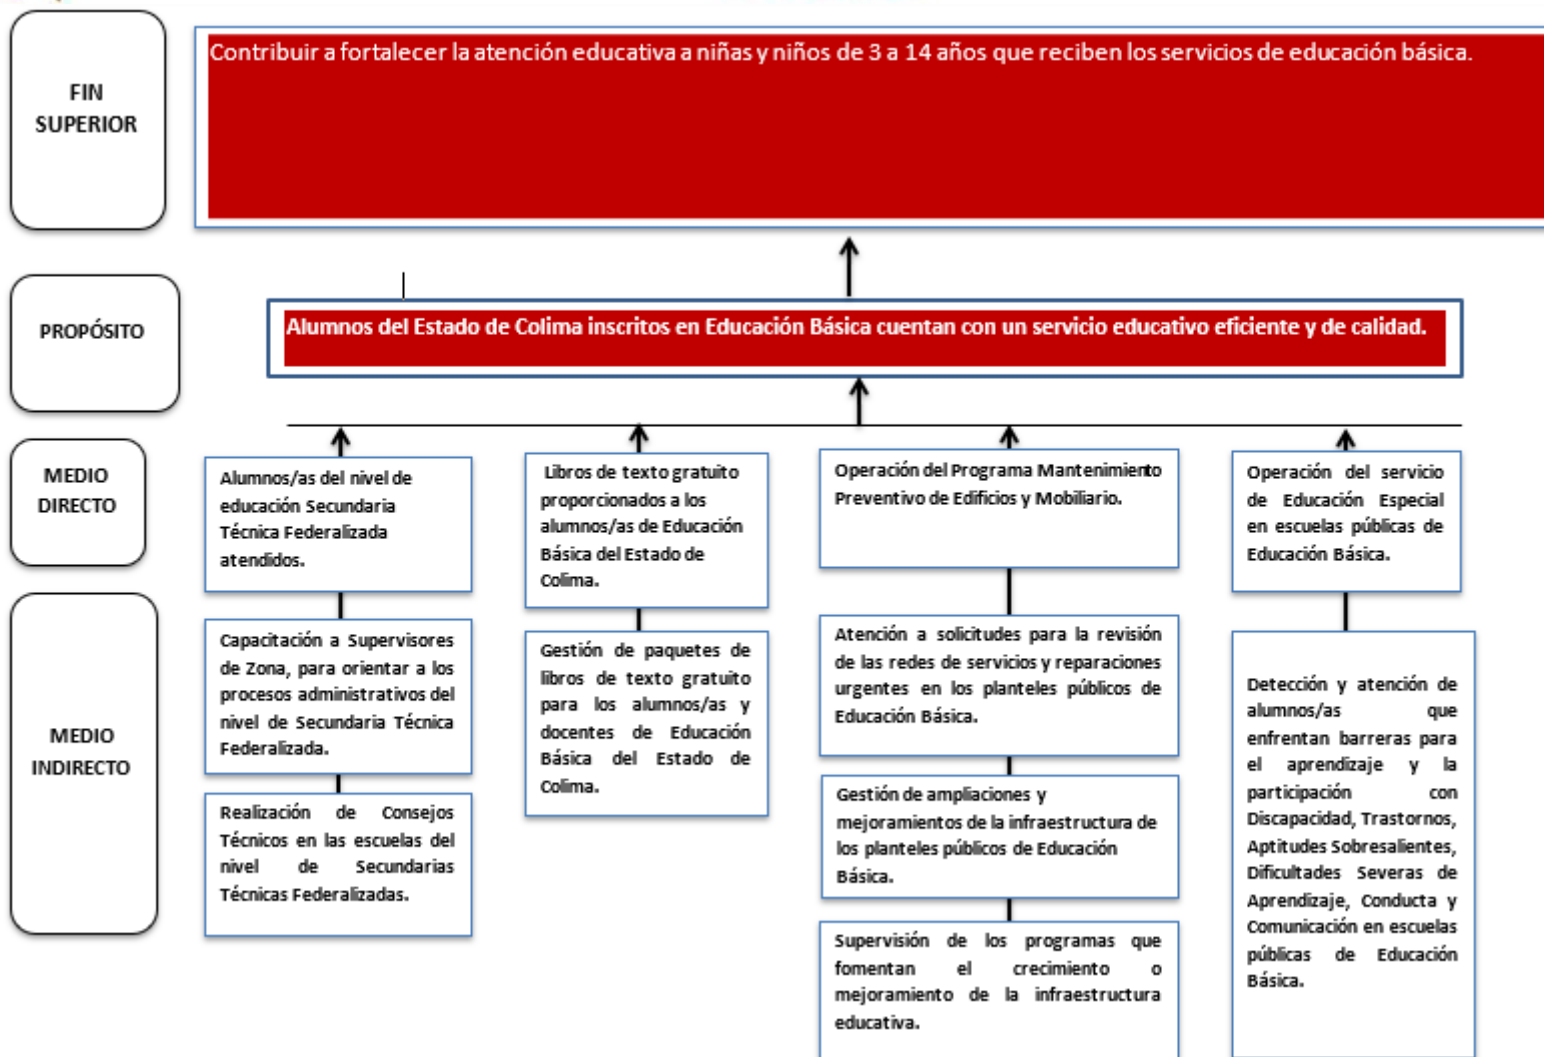 FIN
SUPERIOR
Contribuir a fortalecer la atención educativa a niñas y niños de 3 a 14 años que reciben los servicios de educación básica.
PROPÓSITO
Alumnos del Estado de Colima inscritos en Educación Básica cuentan con un servicio educativo eficiente y de calidad.
MEDIO
DIRECTO
Alumnos/as del nivel de
educación Secundaria
Técnica Federalizada
atendidos.
Libros de texto gratuito
proporcionados a los
alumnos/as de Educación
Básica del Estado de
Colima.
Operación del Programa Mantenimiento
Preventivo de Edificios y Mobiliario.
Operación del servicio
de Educación Especial
en escuelas públicas de
Educación Básica.
MEDIO
INDIRECTO
Capacitación a Supervisores
de Zona, para orientar a los
procesos administrativos del
nivel de Secundaria Técnica
Federalizada.
Realización de Consejos
Técnicos en las escuelas del
nivel de Secundarias
Técnicas Federalizadas.
Gestión de paquetes de
libros de texto gratuito
para los alumnos/as y
docentes de Educación
Básica del Estado de
Colima.
Atención a solicitudes para la revisión
de las redes de servicios y reparaciones
urgentes en los planteles públicos de
Educación Básica.
Gestión de ampliaciones y
mejoramientos de la infraestructura de
los planteles públicos de Educación
Básica.
Supervisión de los programas que
fomentan el crecimiento o
mejoramiento de la infraestructura
educativa.
Detección y atención de
alumnos/as que
enfrentan barreras para
el aprendizaje y la
participación con
Discapacidad, Trastornos,
Aptitudes Sobresalientes,
Dificultades Severas de
Aprendizaje, Conducta y
Comunicación en escuelas
públicas de Educación
Básica.